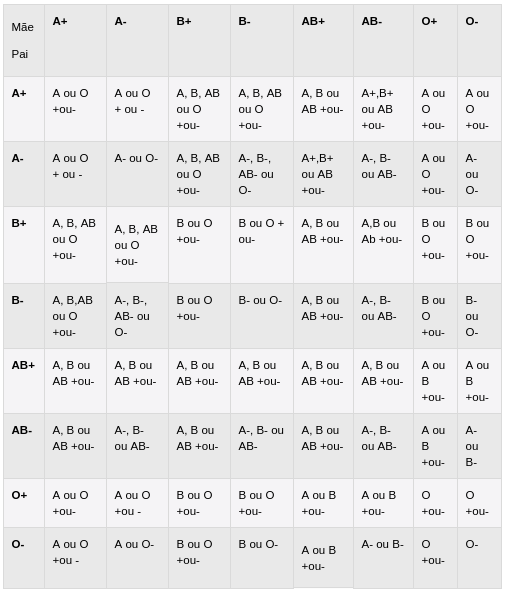 Mãe
Pai
A+ A- B+ B- AB+ AB- O+ O-
A+
A ou O
+ou-
A ou O
+ ou -
A, B, AB
ou O
+ou-
A, B, AB
ou O
+ou-
A, B ou
AB +ou-
A+,B+
ou AB
+ou-
A ou
O
+ou-
A ou
O
+ou-
A-
A ou O
+ ou -
A- ou O-
A, B, AB
ou O
+ou-
A-, B-,
AB- ou
O-
A+,B+
ou AB
+ou-
A-, B-
ou AB-
A ou
O
+ou-
A-
ou
O-
B+
A, B, AB
ou O
+ou-
A, B, AB
ou O
+ou-
B ou O
+ou-
B ou O +
ou-
A, B ou
AB +ou-
A,B ou
Ab +ou-
B ou
O
+ou-
B ou
O
+ou-
B-
A, B,AB
ou O
+ou-
A-, B-,
AB- ou
O-
B ou O
+ou-
B- ou O-
A, B ou
AB +ou-
A-, B-
ou AB-
B ou
O
+ou-
B-
ou
O-
AB+
A, B ou
AB +ou-
A, B ou
AB +ou-
A, B ou
AB +ou-
A, B ou
AB +ou-
A, B ou
AB +ou-
A, B ou
AB +ou-
A ou
B
+ou-
A ou
B
+ou-
AB-
A, B ou
AB +ou-
A-, B-
ou AB-
A, B ou
AB +ou-
A-, B- ou
AB-
A, B ou
AB +ou-
A-, B-
ou AB-
A ou
B
+ou-
A-
ou
B-
O+
A ou O
+ou-
A ou O
+ou -
B ou O
+ou-
B ou O
+ou-
A ou B
+ou-
A ou B
+ou-
O
+ou-
O
+ou-
O-
A ou O
+ou -
A ou O-
B ou O
+ou-
B ou O-
A ou B
+ou-
A- ou B-
O
+ou-
O-